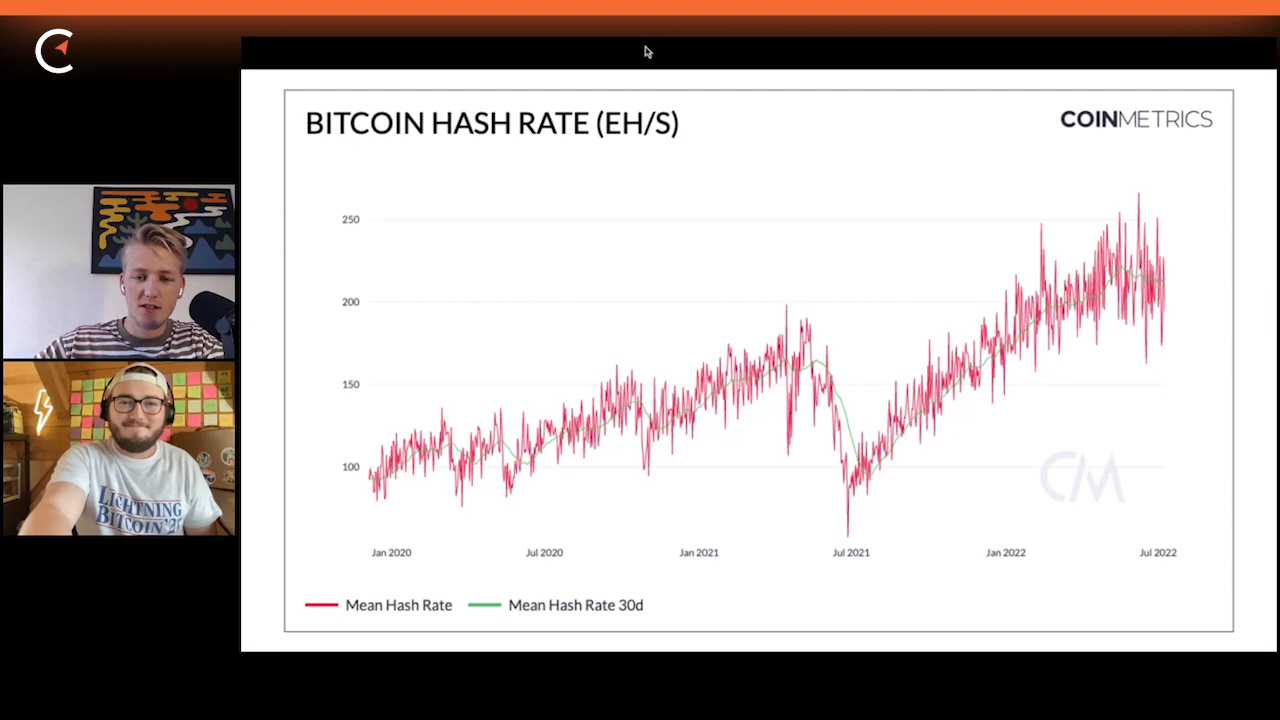 BITCOIN HASH RATE (EH/S)
COINMETRICS
250
200
150
100
Jan 2020
Jul 2020
Jan 2021
Jul 2021
Jan 2022
Jul 2022
CM
Mean Hash Rate
Mean Hash Rate 30d
LIGHTNING
BITCOIN